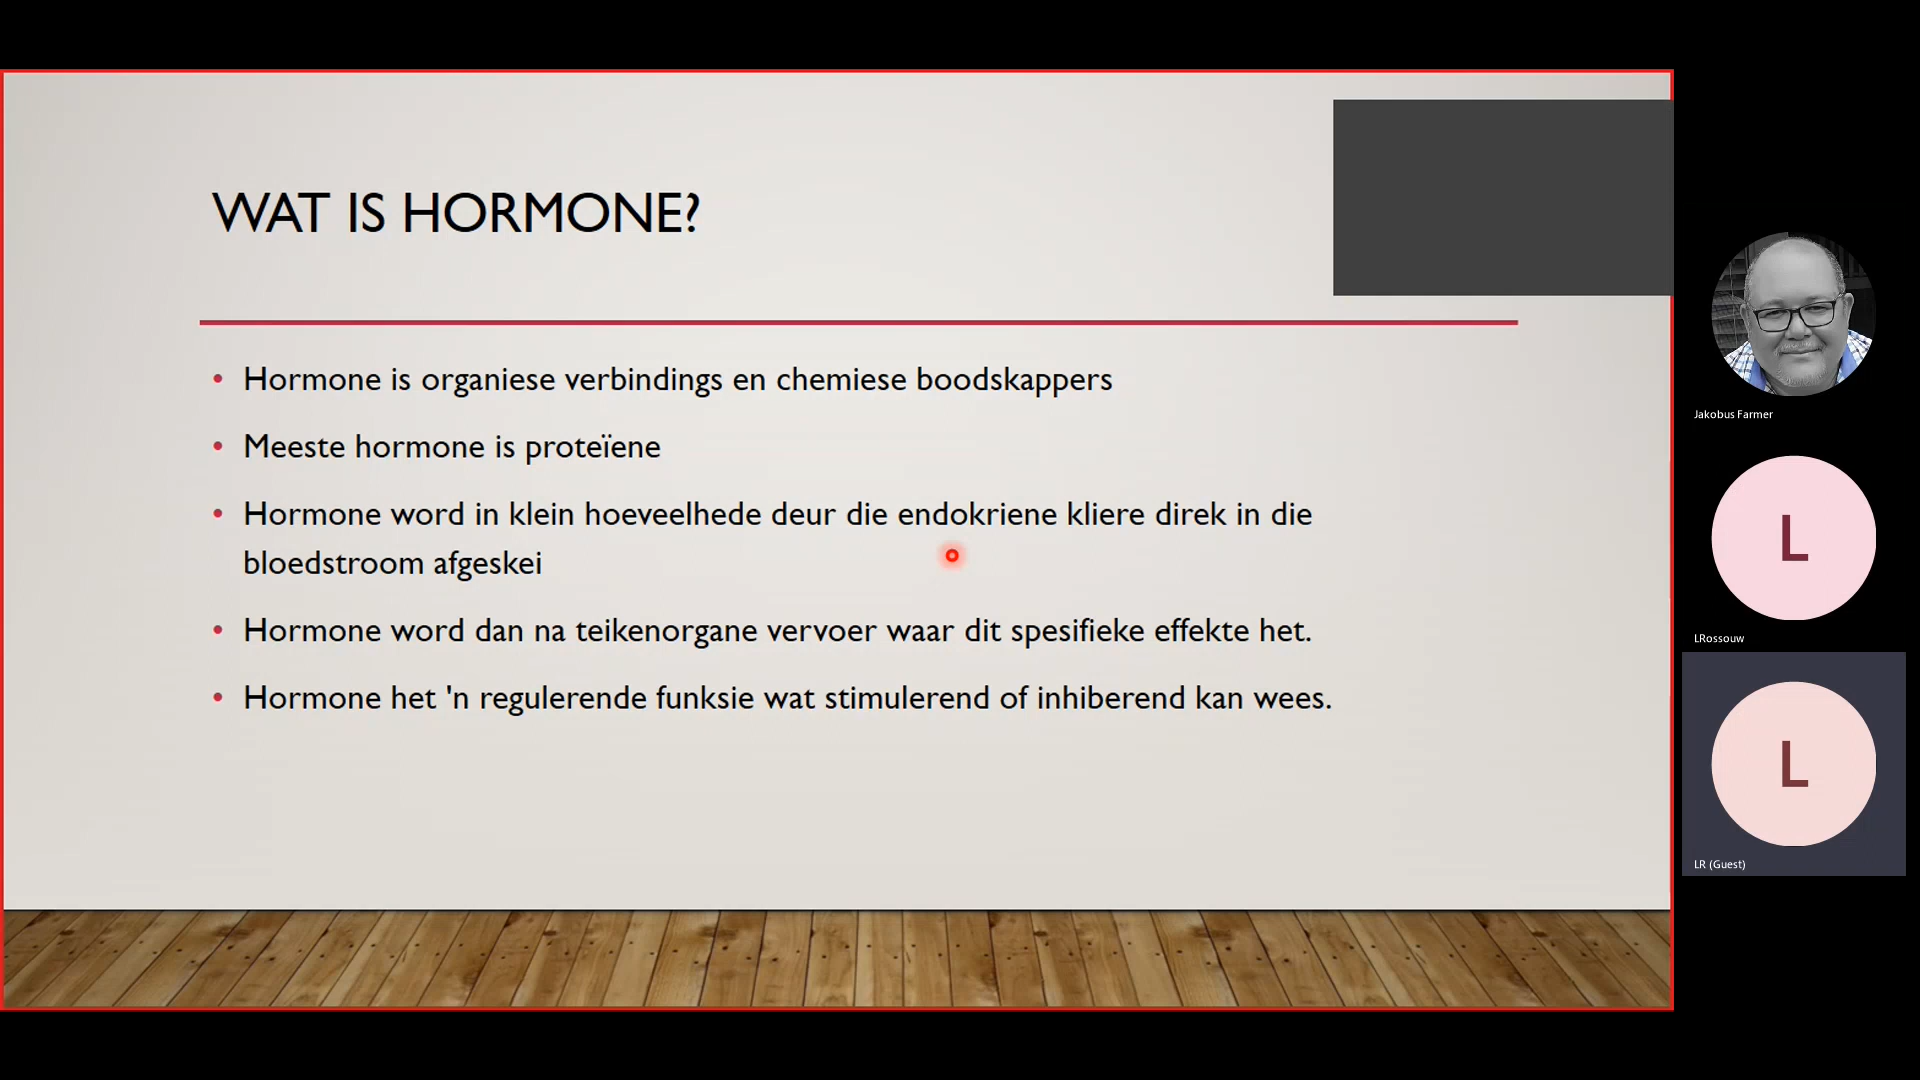 WAT IS HORMONE?
• Hormone is organiese verbindings en chemiese boodskappers
• Meeste hormone is proteïene
• Hormone word in klein hoeveelhede deur die endokriene kliere direk in die
bloedstroom afgeskei
• Hormone word dan na teikenorgane vervoer waar dit spesifieke effekte het.
• Hormone het 'n regulerende funksie wat stimulerend of inhiberend kan wees.
Jakobus Farmer
L
LRossouw
L
LR (Guest)